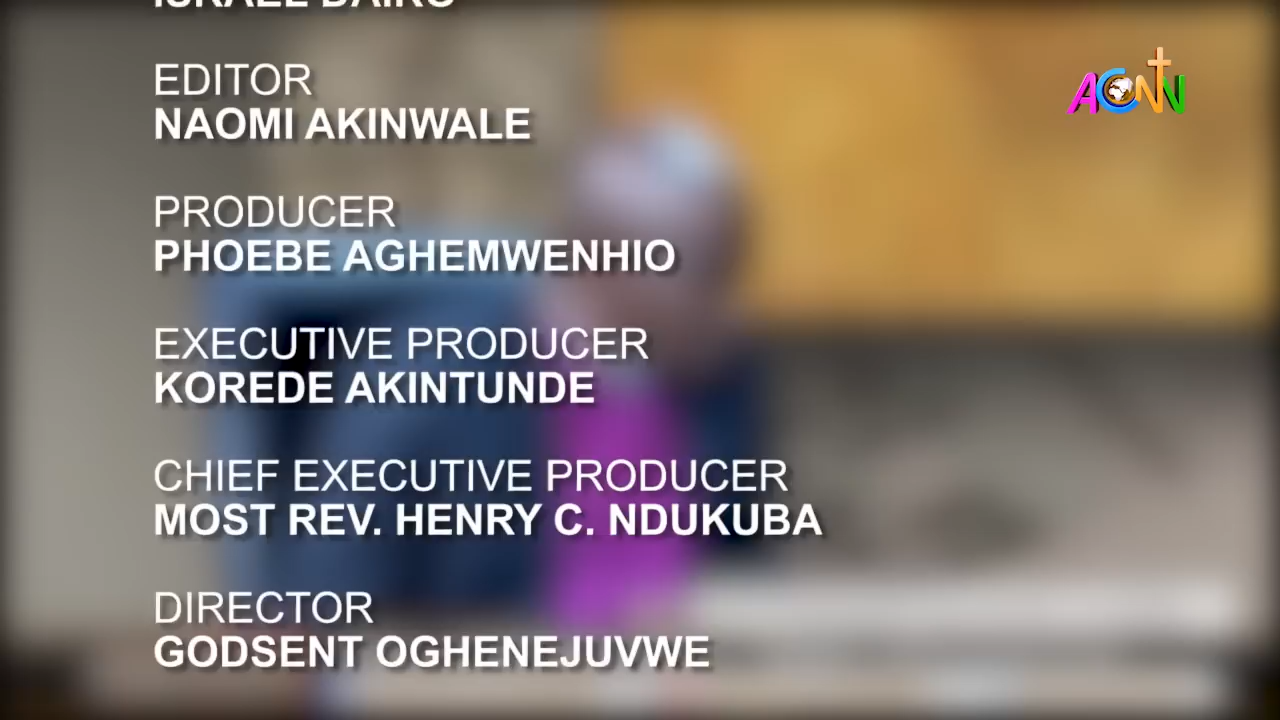 EDITOR
NAOMI AKINWALE
PRODUCER
PHOEBE AGHEMWENHIO
EXECUTIVE PRODUCER
KOREDE AKINTUNDE
CHIEF EXECUTIVE PRODUCER
MOST REV. HENRY C. NDUKUBA
DIRECTOR
GODSENT OGHENEJUVWE
ACNN